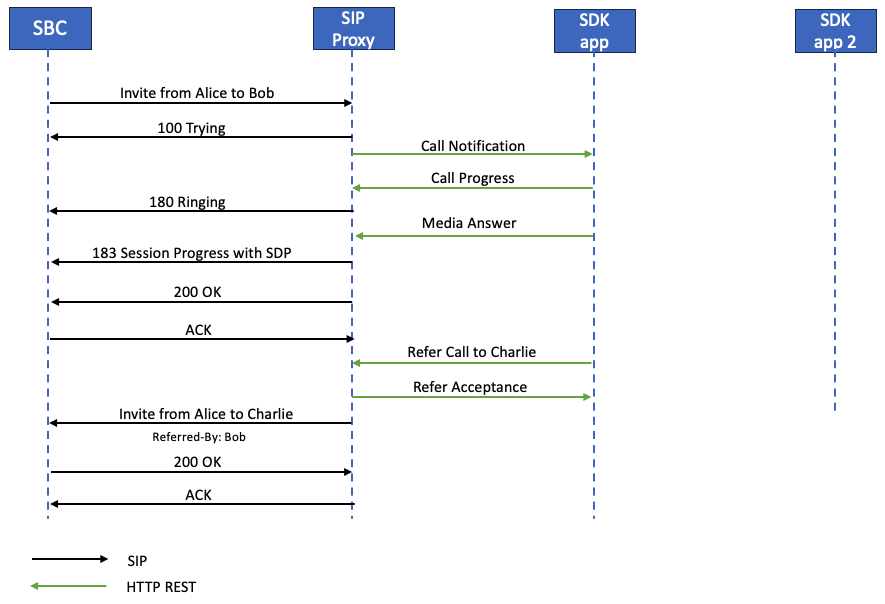 SBC
SIP
Proxy
SDK
app
SDK
app 2
Invite from Alice to Bob
100 Trying
Call Notification
Call Progress
180 Ringing
Media Answer
183 Session Progress with SDP
200 OK
ACK
Refer Call to Charlie
Refer Acceptance
Invite from Alice to Charlie
Referred-By: Bob
200 OK
ACK
SIP
HTTP REST